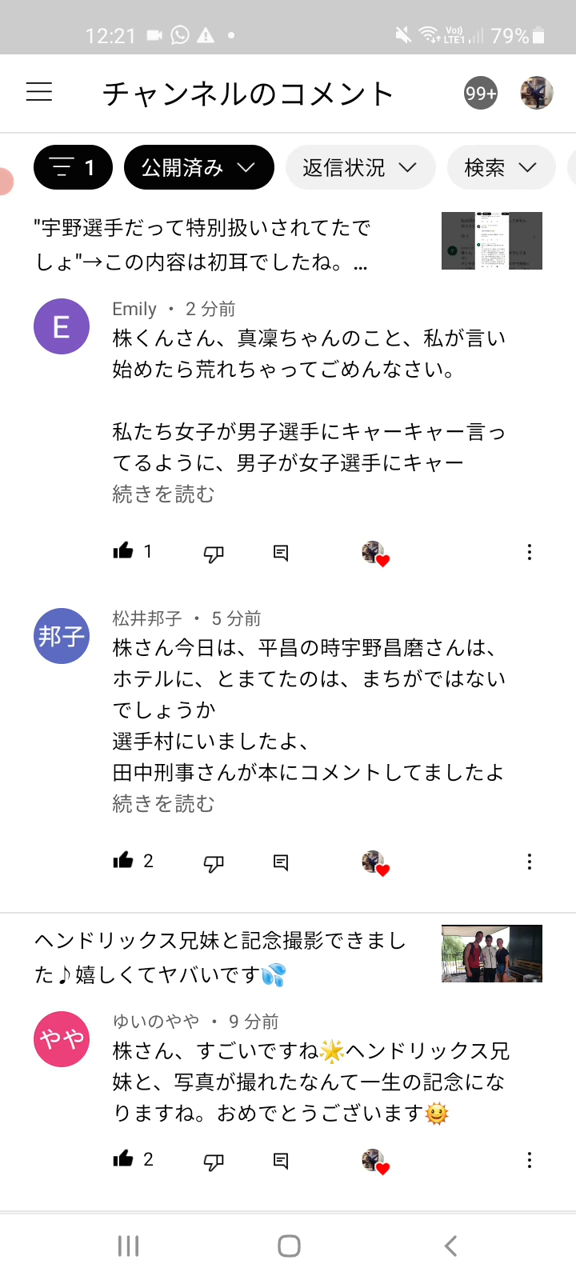 12:21 Vo)) LTE1 79%
チャンネルのコメント 99+
1 公開済み 返信状況 検索
"宇野選手だって特別扱いされてたで
しょ"→この内容は初耳でしたね。...
E Emily ・ 2 分前
株くんさん、真凜ちゃんのこと、私が言い
始めたら荒れちゃってごめんなさい。
私たち女子が男子選手にキャーキャー言っ
てるように、男子が女子選手にキャー
続きを読む
1
邦子 松井邦子 ・ 5 分前
株さん今日は、平昌の時宇野昌磨さんは、
ホテルに、とまてたのは、まちがではない
でしょうか
選手村にいましたよ、
田中刑事さんが本にコメントしてましたよ
続きを読む
2
ヘンドリックス兄妹と記念撮影できまし
た♪嬉しくてヤバいです💦
やや ゆいのやや ・ 9 分前
株さん、すごいですね🌟ヘンドリックス兄
妹と、写真が撮れたなんて一生の記念にな
りますね。おめでとうございます🌞
2